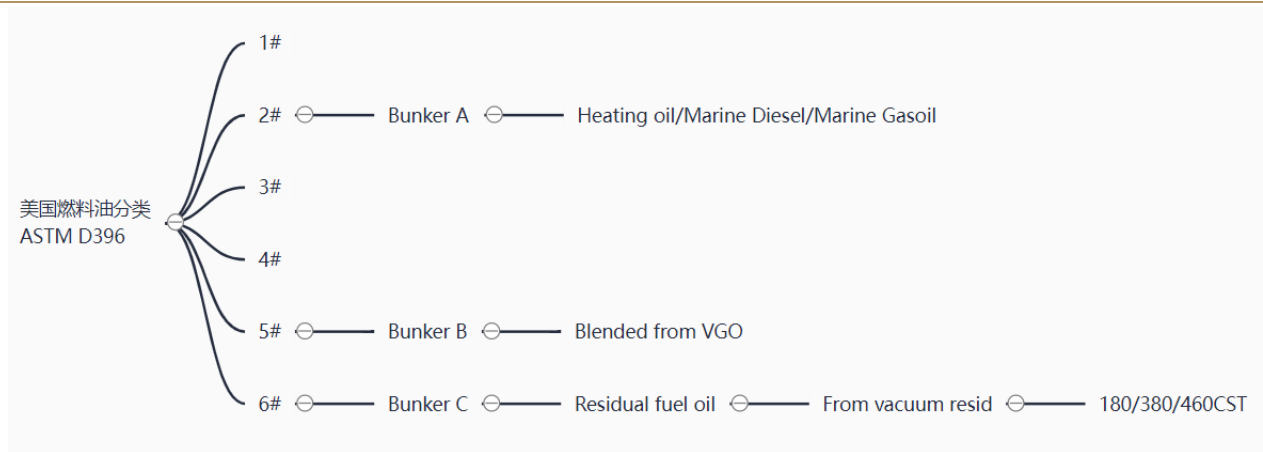 1#
2#
Bunker A
Heating oil/Marine Diesel/Marine Gasoil
3#
美国燃料油分类
ASTM D396
4#
5#
Bunker B
Blended from VGO
6#
Bunker C
Residual fuel oil
From vacuum resid
180/380/460CST